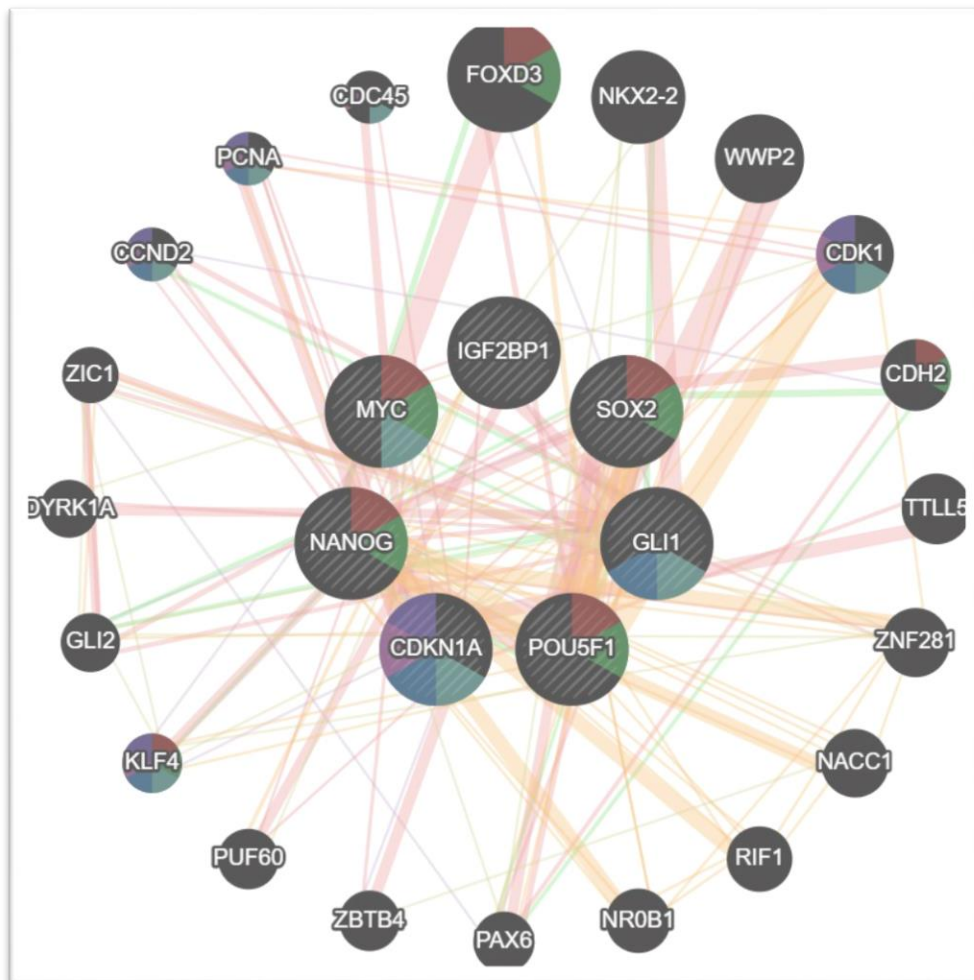 FOXD3
NKX2-2
CDC45
WWP2
PCNA
CCND2
CDK1
IGF2BP1
ZIC1
CDH2
MYC
SOX2
DYRK1A
TTLL5
NANOG
GLI1
GLI2
CDKN1A
POU5F1
ZNF281
KLF4
NACC1
PUF60
RIF1
ZBTB4
PAX6
NR0B1